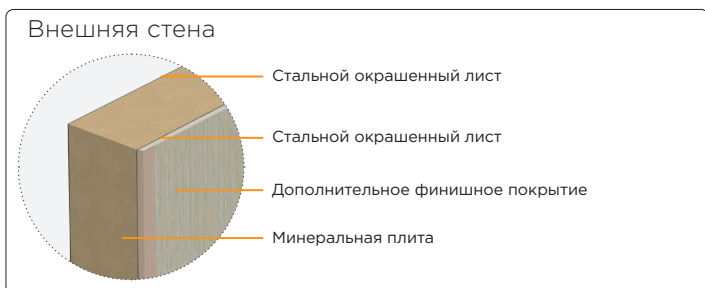 Внешняя стена
Стальной окрашенный лист
Стальной окрашенный лист
Дополнительное финишное покрытие
Минеральная плита